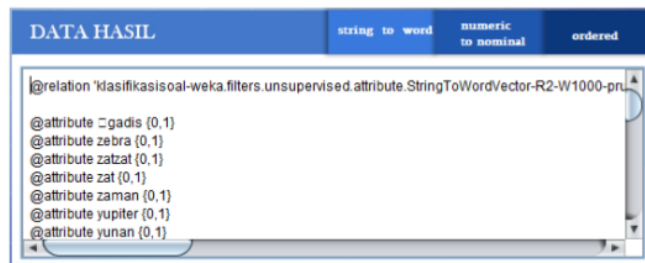 DATA HASIL
string to word
numeric
to nominal
ordered
@relation 'klasifikasisoal-weka.filters.unsupervised.attribute.StringToWordVector-R2-W1000-pru
@attribute □gadis {0,1}
@attribute zebra {0,1}
@attribute zatzat {0,1}
@attribute zat {0,1}
@attribute zaman {0,1}
@attribute yupiter {0,1}
@attribute yunan {0,1}